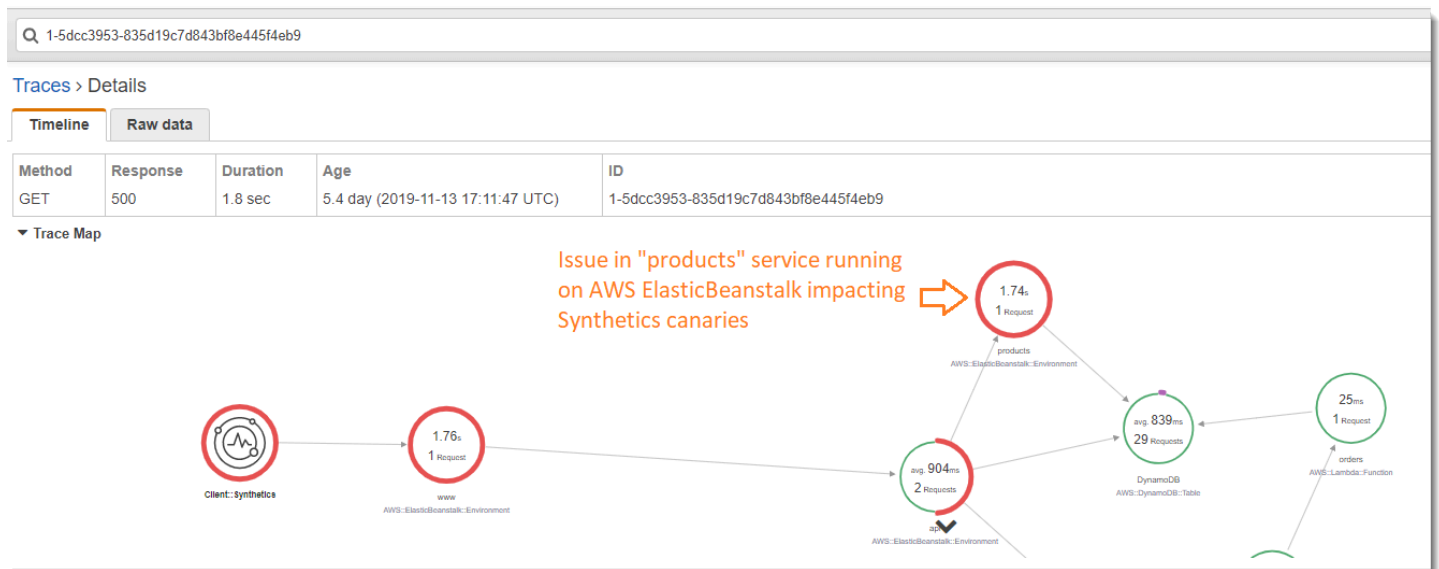 1-5dcc3953-835d19c7d843bf8e445f4eb9
Traces > Details
Timeline
Raw data
Method Response Duration Age ID
GET 500 1.8 sec 5.4 day (2019-11-13 17:11:47 UTC) 1-5dcc3953-835d19c7d843bf8e445f4eb9
Trace Map
Issue in "products" service running
on AWS ElasticBeanstalk impacting
Synthetics canaries
1.74s
1 Request
products
AWS::ElasticBeanstalk::Environment
Client::Synthetics
1.76s
1 Request
www
AWS::ElasticBeanstalk::Environment
avg. 904ms
2 Requests
AWS::ElasticBeanstalk::Environment
avg. 839ms
29 Requests
DynamoDB
AWS::DynamoDB::Table
25ms
1 Request
orders
AWS::Lambda::Function